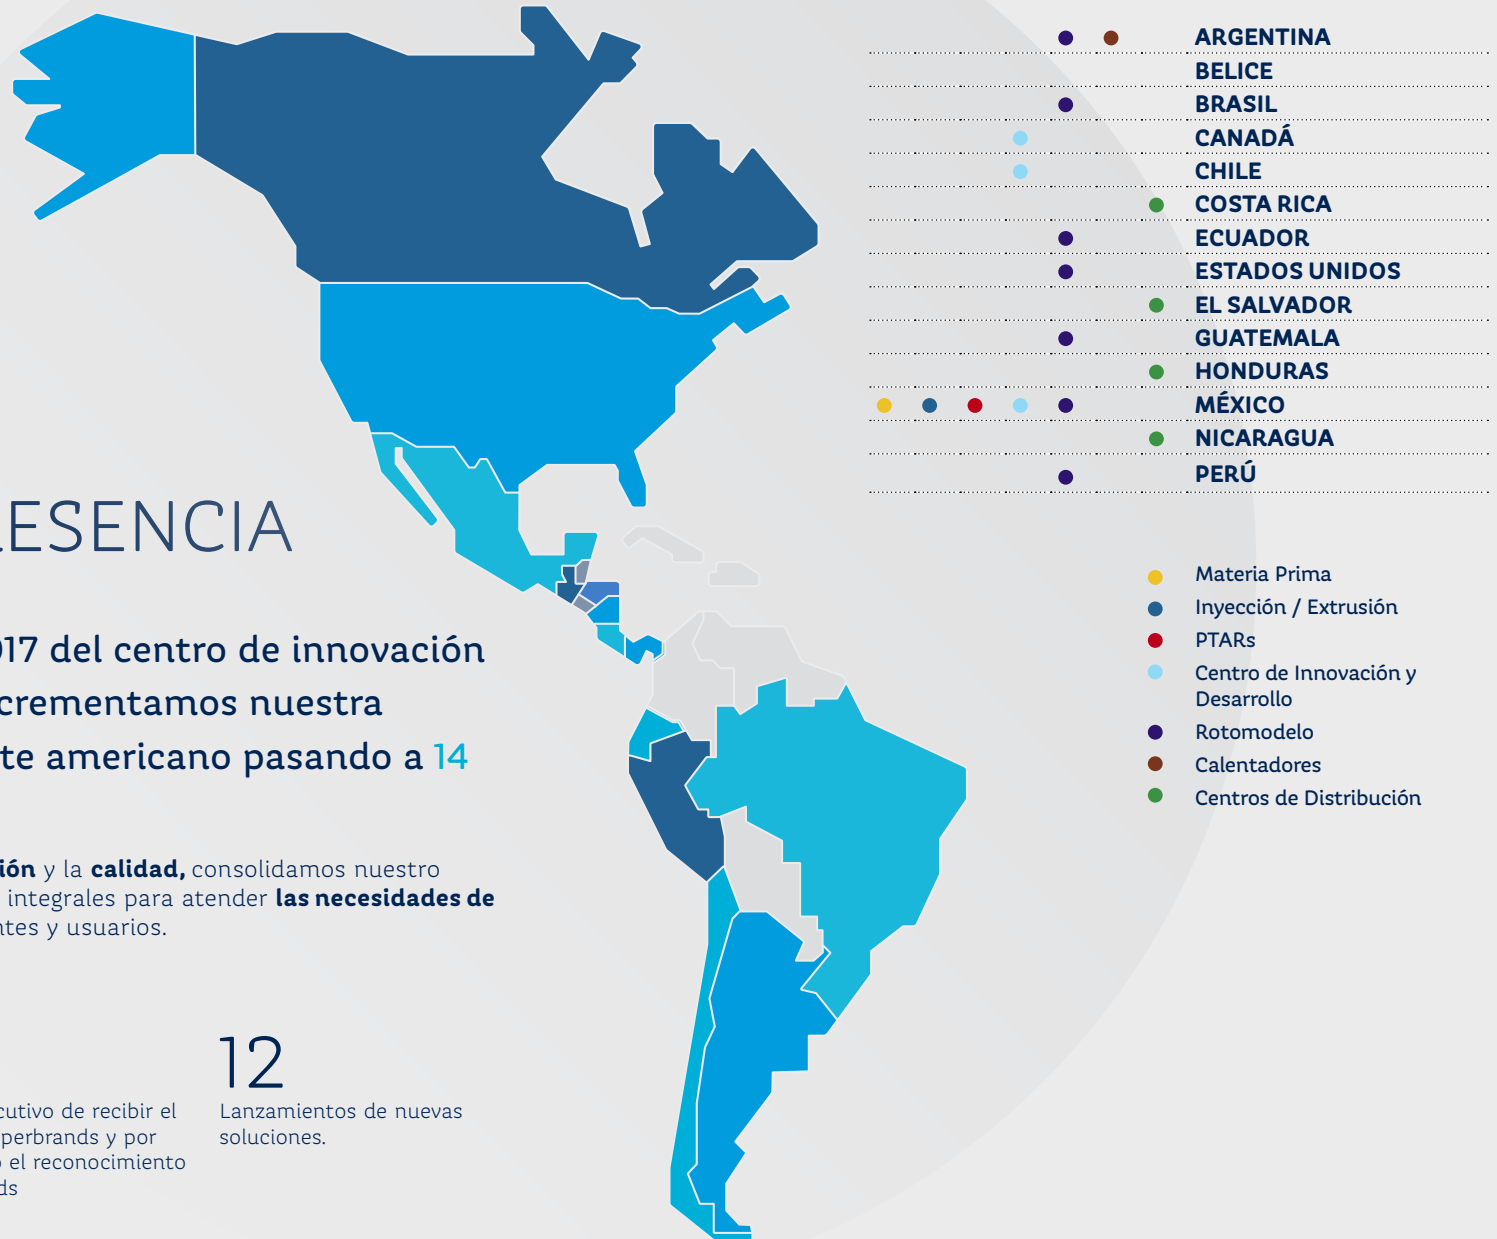 ESENCIA
017 del centro de innovación
crementamos nuestra
te americano pasando a 14
ión y la calidad, consolidamos nuestro
integrales para atender las necesidades de
ntes y usuarios.
cutivo de recibir el
perbrands y por
o el reconocimiento
ds
12
Lanzamientos de nuevas
soluciones.
ARGENTINA
BELICE
BRASIL
CANADÁ
CHILE
COSTA RICA
ECUADOR
ESTADOS UNIDOS
EL SALVADOR
GUATEMALA
HONDURAS
MÉXICO
NICARAGUA
PERÚ
Materia Prima
Inyección / Extrusión
PTARs
Centro de Innovación y
Desarrollo
Rotomodelo
Calentadores
Centros de Distribución